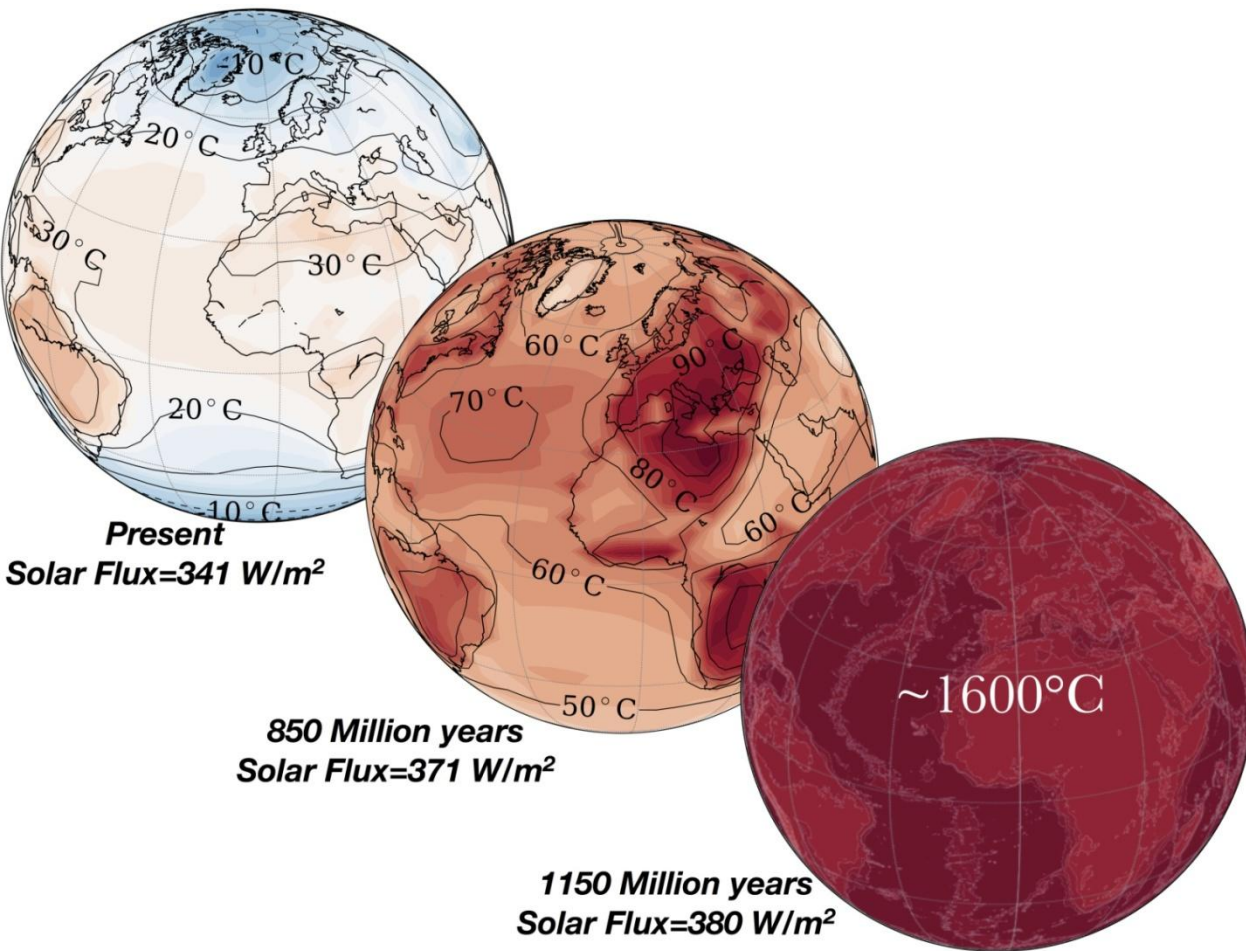 -10°C
20°C
30°C
30°C
20°C
10°C
Present
Solar Flux=341 W/m²
60°C
90°C
70°C
80°C
60°C
60°C
50°C
850 Million years
Solar Flux=371 W/m²
~1600°C
1150 Million years
Solar Flux=380 W/m²